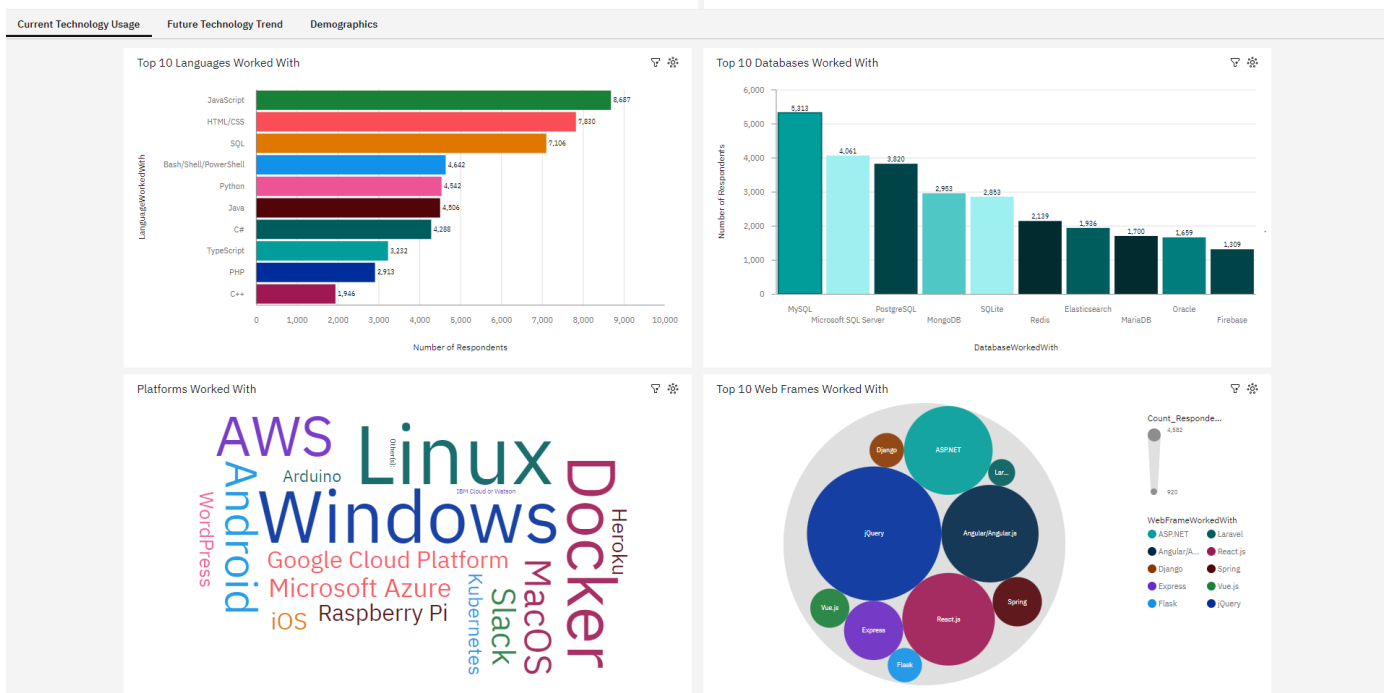 Current Technology Usage Future Technology Trend Demographics
Top 10 Languages Worked With
LanguageWorkedWith
JavaScript 8,687
HTML/CSS 7,830
SQL 7,106
Bash/Shell/PowerShell 4,642
Python 4,542
Java 4,506
C# 4,288
TypeScript 3,232
PHP 2,913
C++ 1,946
0 1,000 2,000 3,000 4,000 5,000 6,000 7,000 8,000 9,000 10,000
Number of Respondents
Top 10 Databases Worked With
Number of Respondents
6,000
5,000
4,000
3,000
2,000
1,000
0
5,313 4,061 3,820 2,953 2,853 2,139 1,936 1,700 1,659 1,309
MySQL PostgreSQL SQLite Elasticsearch Oracle
Microsoft SQL Server MongoDB Redis MariaDB Firebase
DatabaseWorkedWith
Platforms Worked With
AWS
Linux
Other(s):
Arduino
Android
WordPress
IBM Cloud or Watson
Windows
Docker
Heroku
Google Cloud Platform
Microsoft Azure
iOS
Raspberry Pi
Kubernetes
Slack
MacOS
Top 10 Web Frames Worked With
Django
ASP.NET
Lar...
jQuery
Angular/Angular.js
Vue.js
Express
React.js
Spring
Flask
Count_Responde...
4,882
920
WebFrameWorkedWith
ASP.NET Laravel
Angular/A... React.js
Django Spring
Express Vue.js
Flask jQuery